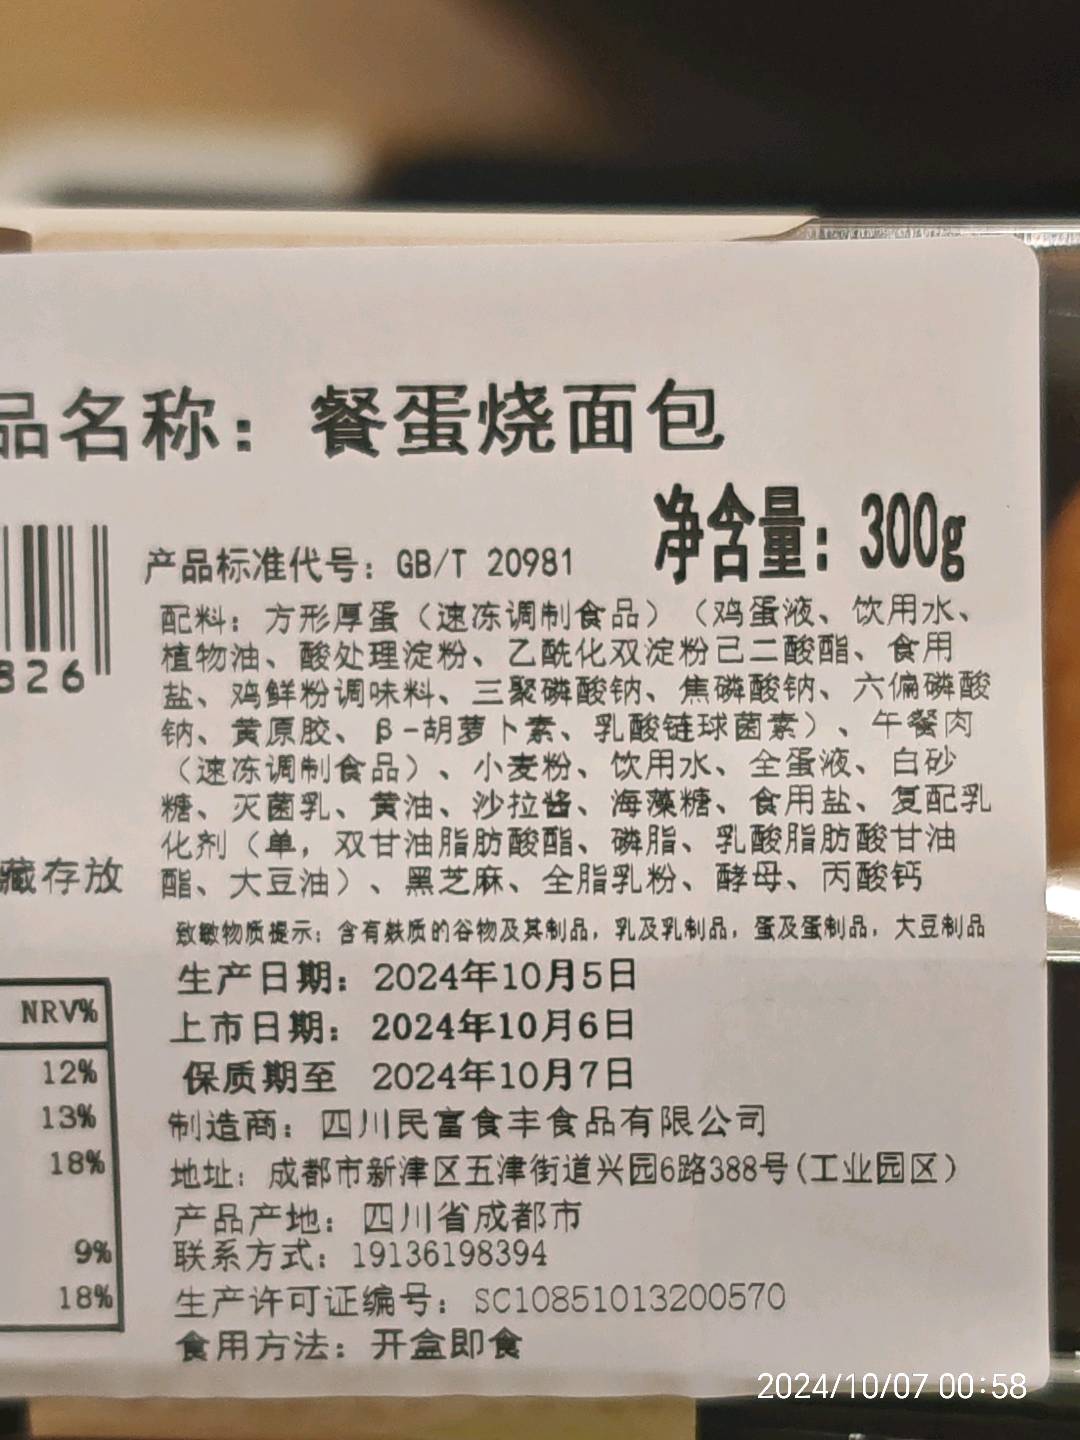 品名称：餐蛋烧面包
净含量：300g
产品标准代号：GB/T 20981
826
配料：方形厚蛋（速冻调制食品）（鸡蛋液、饮用水、
植物油、酸处理淀粉、乙酰化双淀粉己二酸酯、食用
盐、鸡鲜粉调味料、三聚磷酸钠、焦磷酸钠、六偏磷酸
钠、黄原胶、β-胡萝卜素、乳酸链球菌素）、午餐肉
（速冻调制食品）、小麦粉、饮用水、全蛋液、白砂
糖、灭菌乳、黄油、沙拉酱、海藻糖、食用盐、复配乳
化剂（单，双甘油脂肪酸酯、磷脂、乳酸脂肪酸甘油
酯、大豆油）、黑芝麻、全脂乳粉、酵母、丙酸钙
藏存放
致敏物质提示：含有麸质的谷物及其制品，乳及乳制品，蛋及蛋制品，大豆制品
生产日期：2024年10月5日
上市日期：2024年10月6日
保质期至 2024年10月7日
NRV%
12%
13%
18%
9%
18%
制造商：四川民富食丰食品有限公司
地址：成都市新津区五津街道兴园6路388号(工业园区）
产品产地：四川省成都市
联系方式：19136198394
生产许可证编号：SC10851013200570
食用方法：开盒即食
2024/10/07 00:58